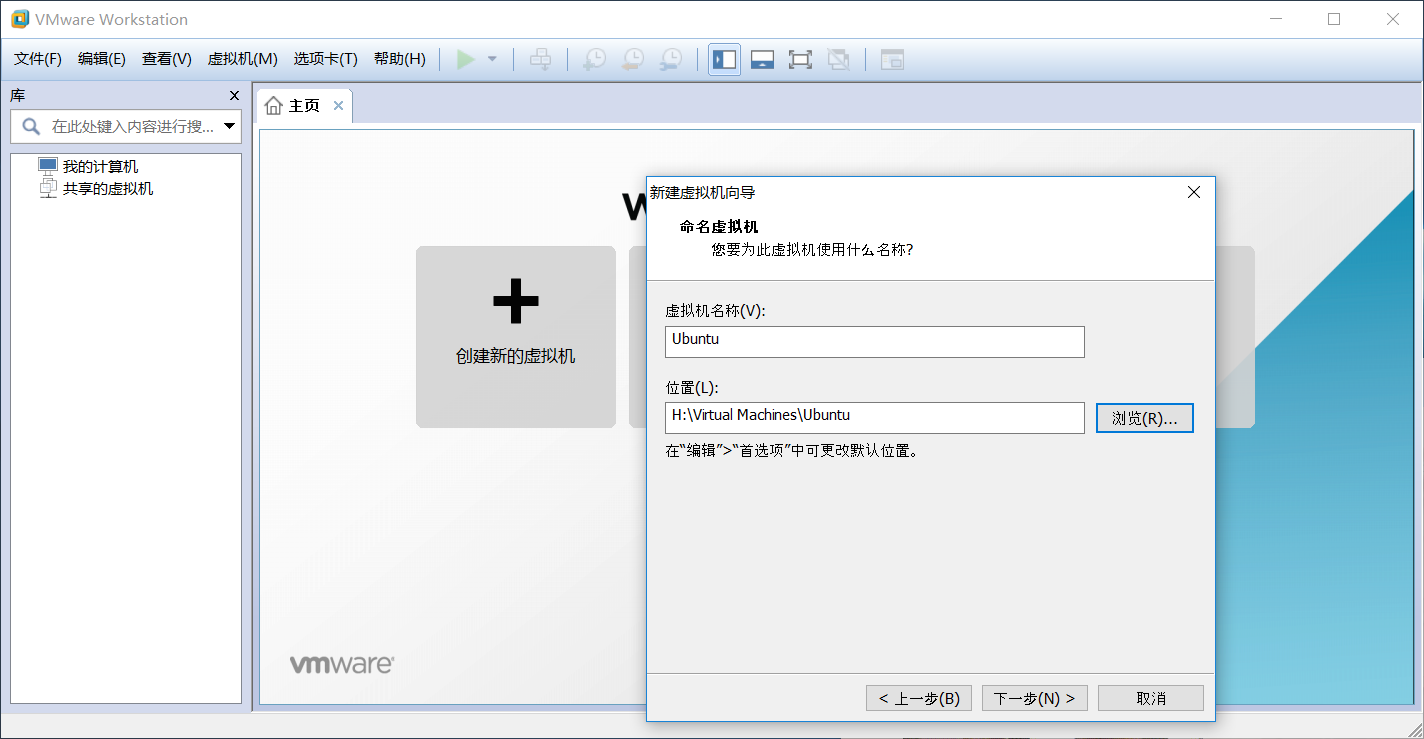 VMware Workstation
文件(F) 编辑(E) 查看(V) 虚拟机(M) 选项卡(T) 帮助(H)
库
在此处键入内容进行搜...
我的计算机
共享的虚拟机
主页
创建新的虚拟机
vmware
新建虚拟机向导
命名虚拟机
您要为此虚拟机使用什么名称?
虚拟机名称(V):
Ubuntu
位置(L):
H:\Virtual Machines\Ubuntu
浏览(R)...
在“编辑”>“首选项”中可更改默认位置。
< 上一步(B) 下一步(N) > 取消